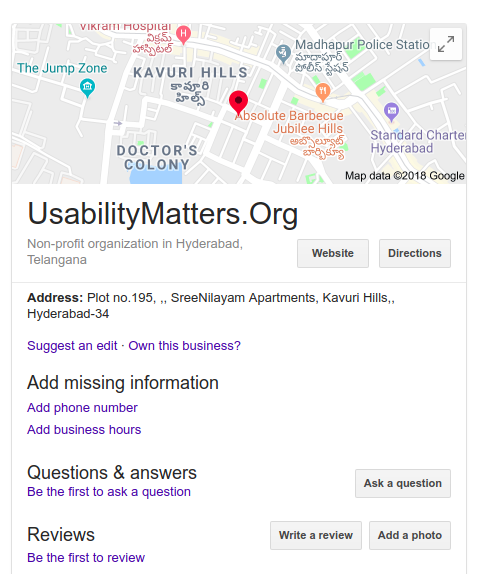 Vikram Hospital
విక్రమ్
హాస్పిటల్
Madhapur Police Statio
మాదాపూర్
పోలీస్ స్టేషన్
The Jump Zone
KAVURI HILLS
కావూరి
హిల్స్
Absolute Barbecue
Jubilee Hills
అబ్సొల్యూట్
బార్బిక్యూ
Standard Charter
Hyderabad
DOCTOR'S
COLONY
Map data ©2018 Google
UsabilityMatters.Org
Non-profit organization in Hyderabad,
Telangana
Website
Directions
Address: Plot no.195, ,, SreeNilayam Apartments, Kavuri Hills,,
Hyderabad-34
Suggest an edit · Own this business?
Add missing information
Add phone number
Add business hours
Questions & answers
Be the first to ask a question
Ask a question
Reviews
Write a review
Add a photo
Be the first to review